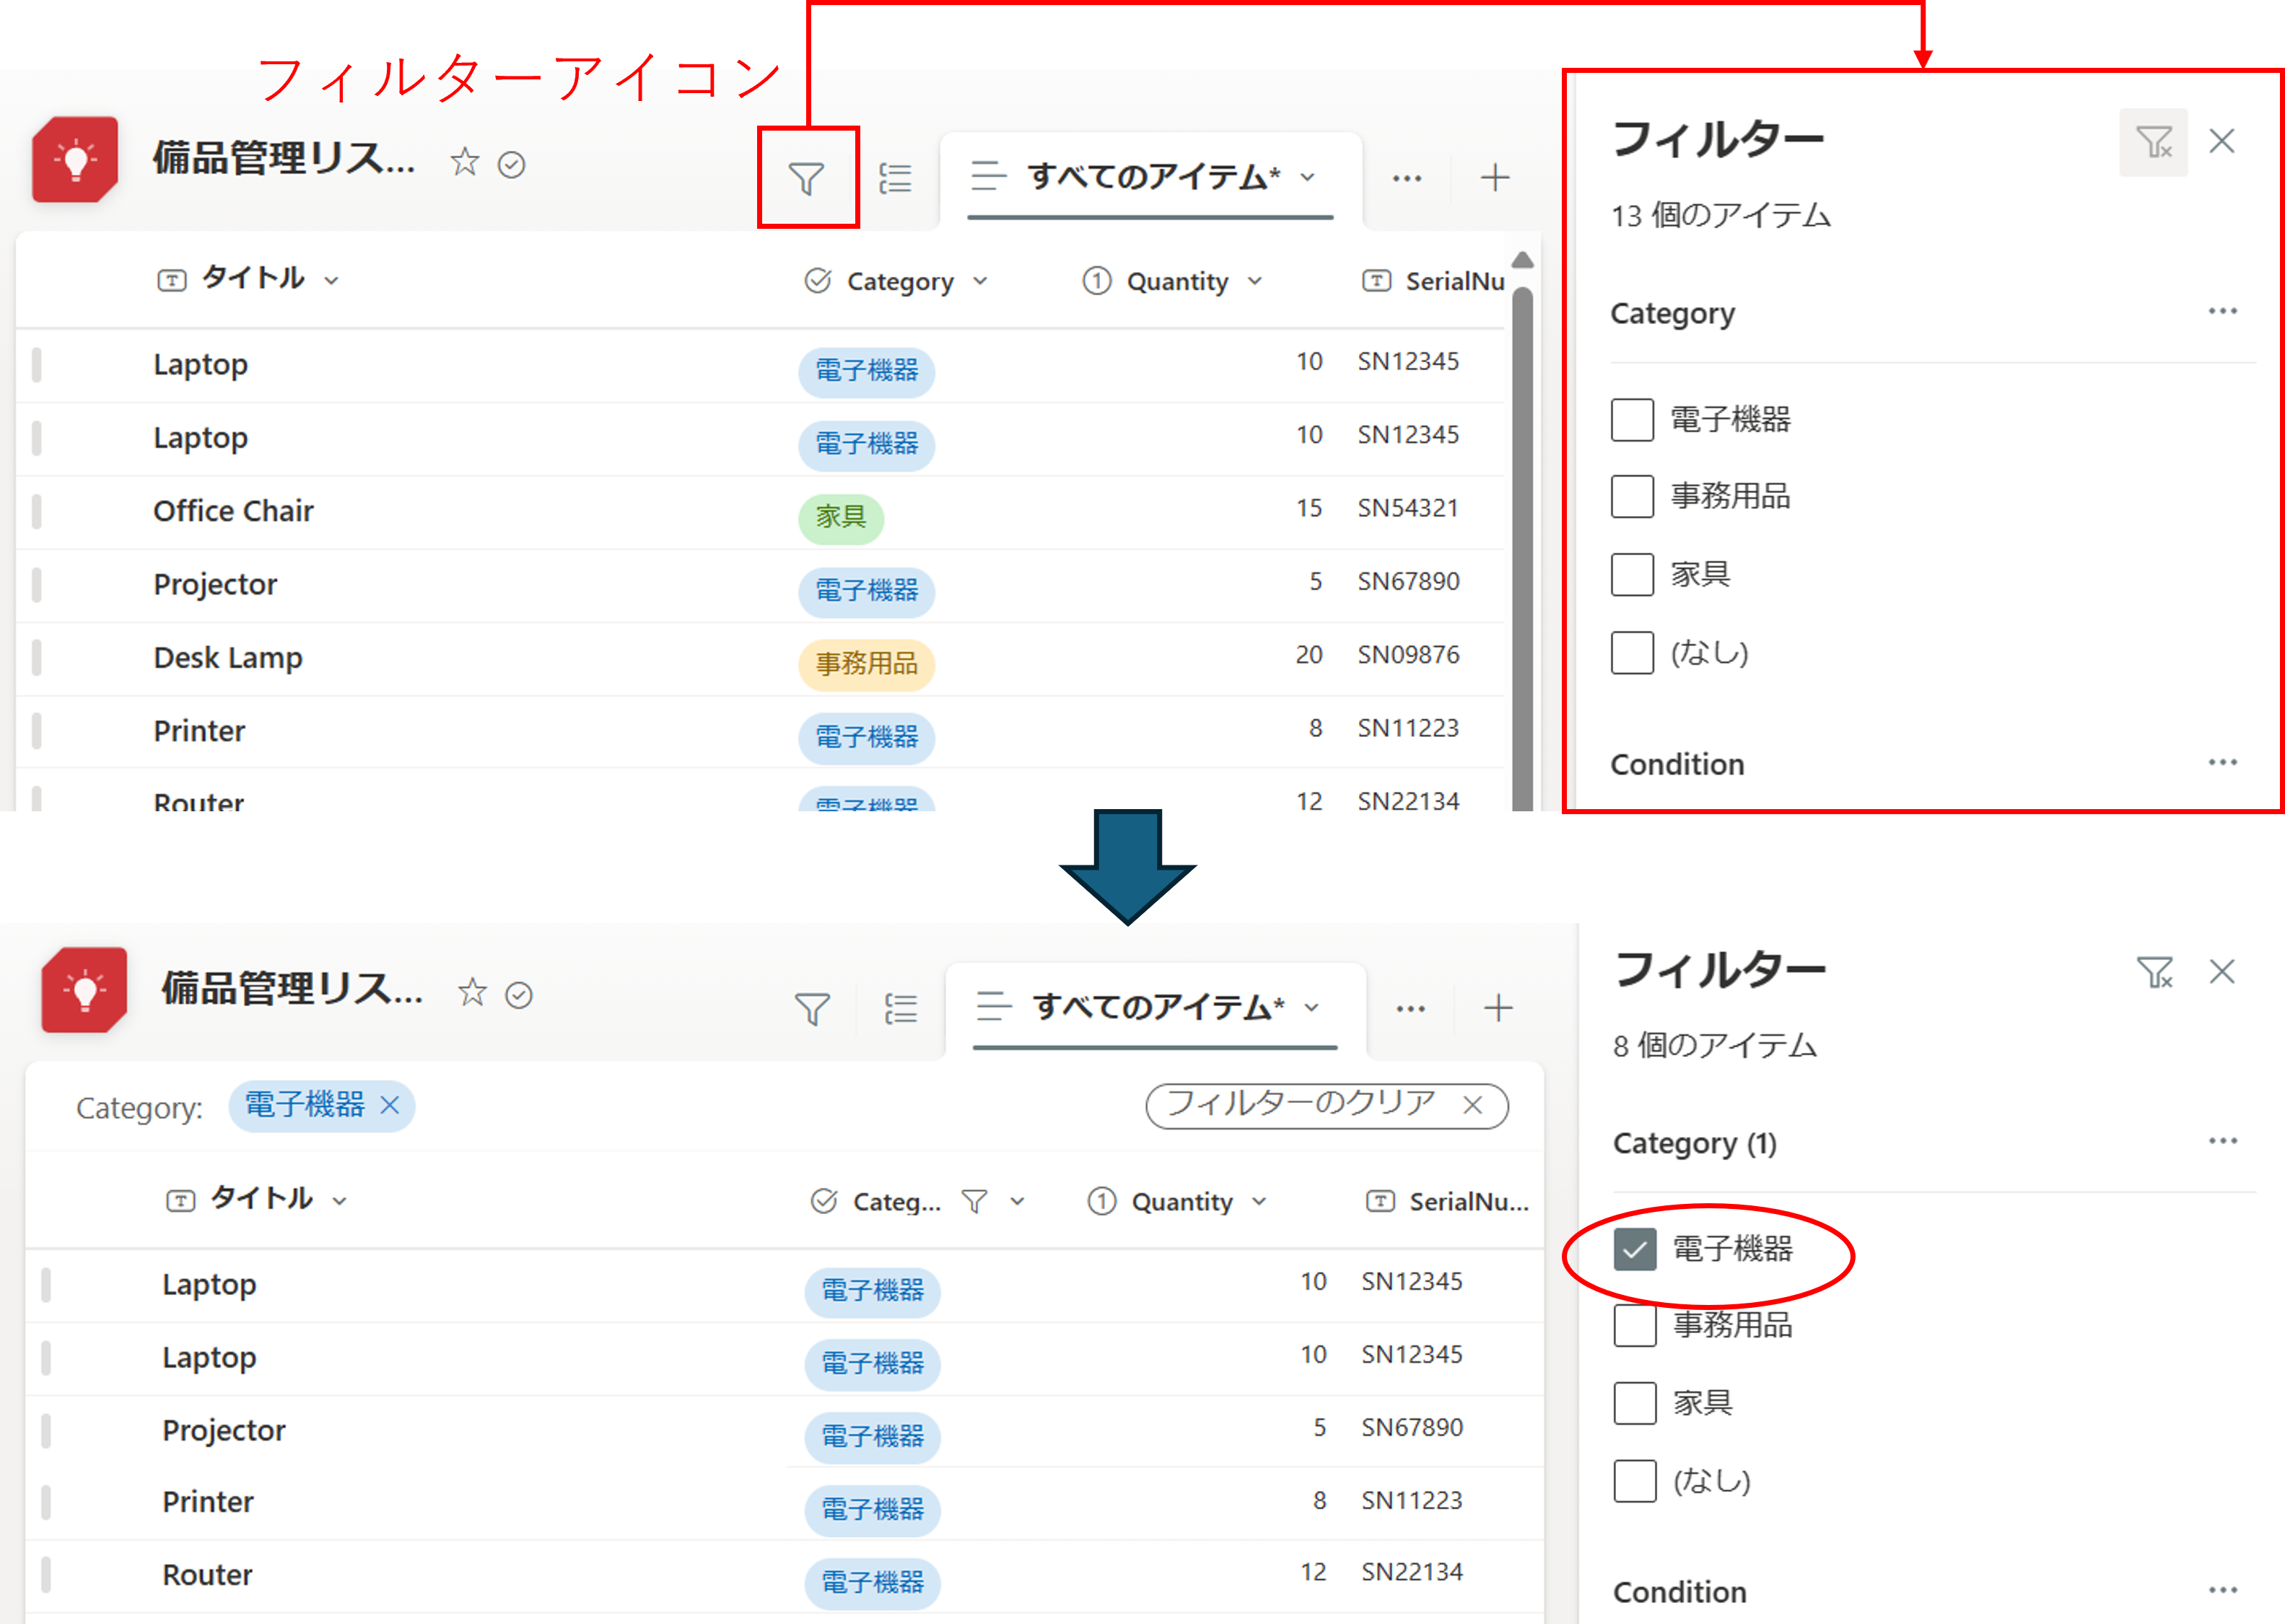 フィルターアイコン
備品管理リス...
すべてのアイテム*
タイトル Category Quantity SerialNu
Laptop 電子機器 10 SN12345
Laptop 電子機器 10 SN12345
Office Chair 家具 15 SN54321
Projector 電子機器 5 SN67890
Desk Lamp 事務用品 20 SN09876
Printer 電子機器 8 SN11223
Router 電子機器 12 SN22134
フィルター
13 個のアイテム
Category
電子機器
事務用品
家具
(なし)
Condition
備品管理リス...
すべてのアイテム*
Category: 電子機器 フィルターのクリア
タイトル Categ... Quantity SerialNu...
Laptop 電子機器 10 SN12345
Laptop 電子機器 10 SN12345
Projector 電子機器 5 SN67890
Printer 電子機器 8 SN11223
Router 電子機器 12 SN22134
フィルター
8 個のアイテム
Category (1)
電子機器
事務用品
家具
(なし)
Condition